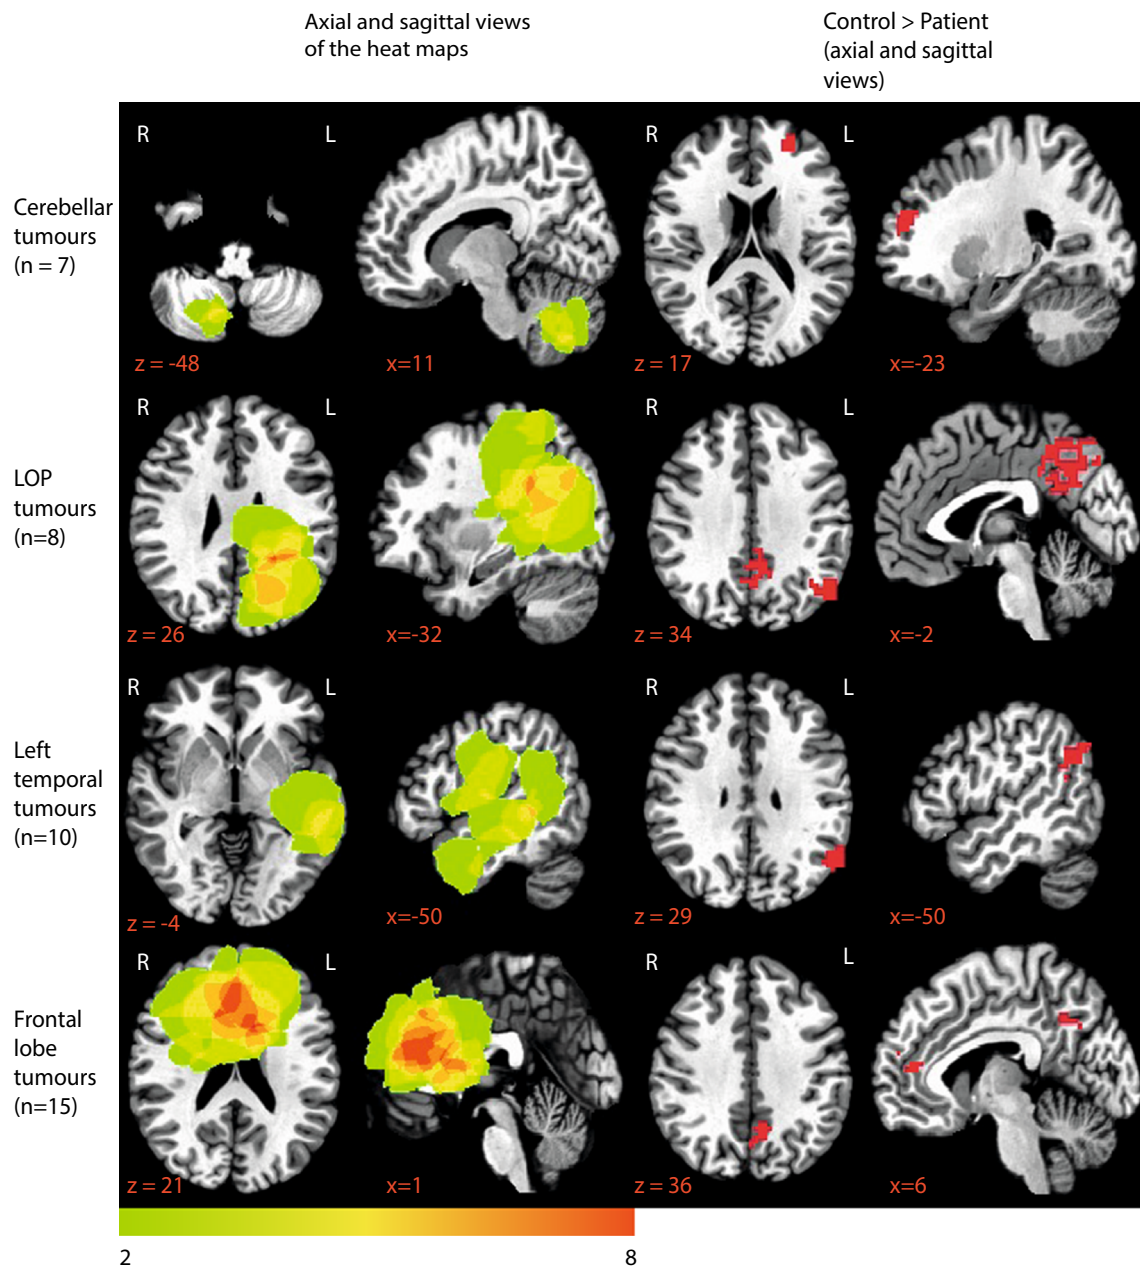 Axial and sagittal views
of the heat maps
Control > Patient
(axial and sagittal
views)
Cerebellar
tumours
(n = 7)
R
L
R
L
z = -48
x=11
z = 17
x=-23
LOP
tumours
(n=8)
R
L
R
L
z = 26
x=-32
z = 34
x=-2
Left
temporal
tumours
(n=10)
R
L
R
L
z = -4
x=-50
z = 29
x=-50
Frontal
lobe
tumours
(n=15)
R
L
R
L
z = 21
x=1
z = 36
x=6
2
8